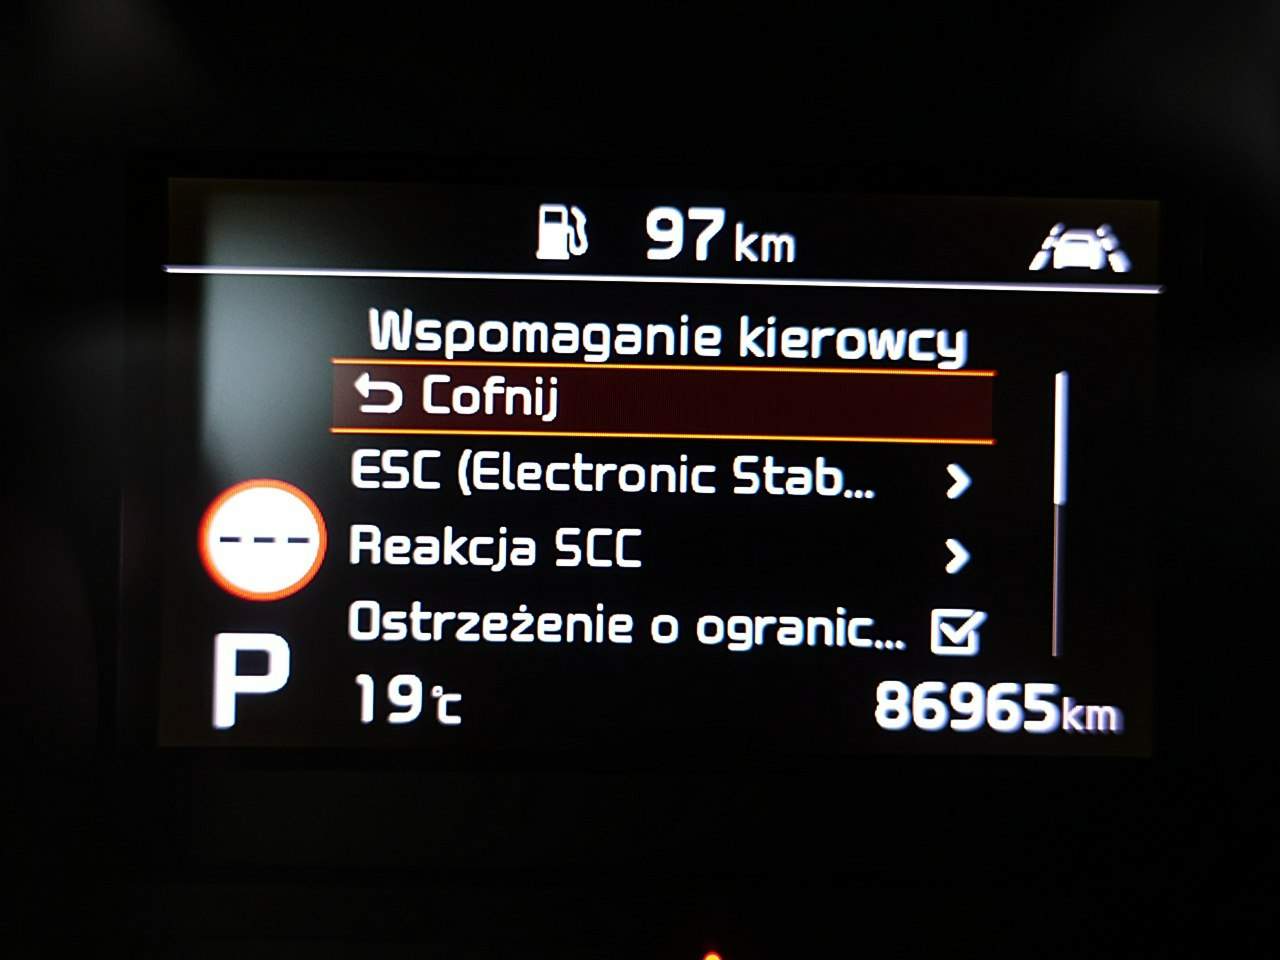 97 km
Wspomaganie kierowcy
Cofnij
ESC (Electronic Stab...
Reakcja SCC
---
Ostrzeżenie o ogranic...
P
19°C
86965km